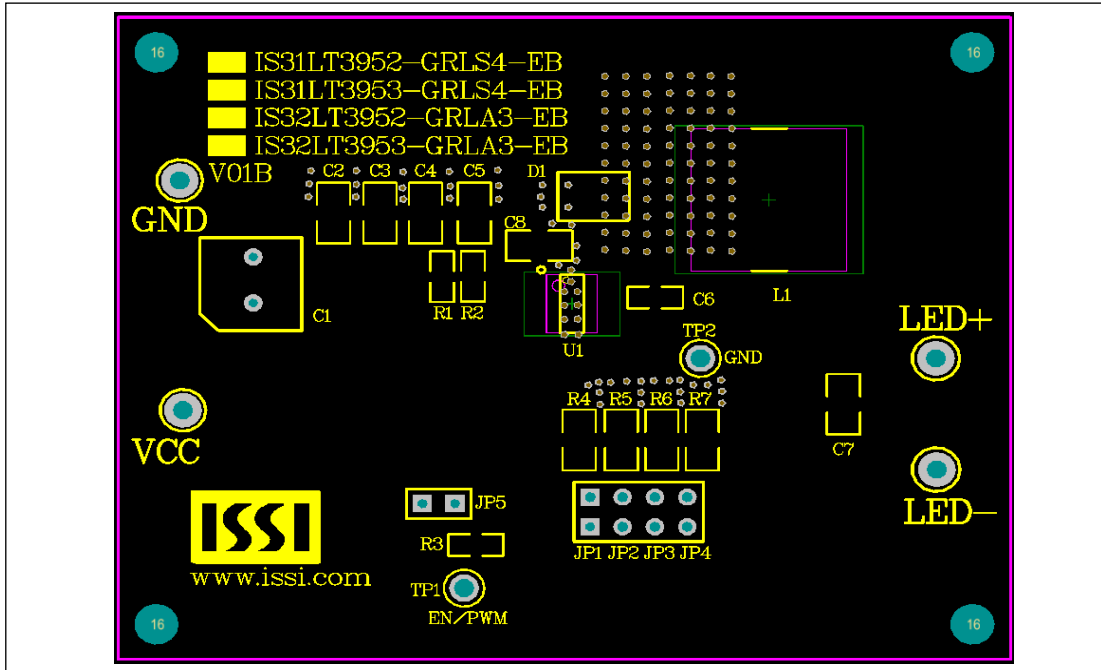 16
16
IS31LT3952-GRLS4-EB
IS31LT3953-GRLS4-EB
IS32LT3952-GRLA3-EB
IS32LT3953-GRLA3-EB
V01B
C2 C3 C4 C5 D1
GND
C8
C1
R1 R2
C6
L1
U1
TP2
GND
LED+
R4 R5 R6 R7
VCC
C7
LED-
ISSI
www.issi.com
JP5
R3
JP1 JP2 JP3 JP4
TP1
EN/PWM
16
16